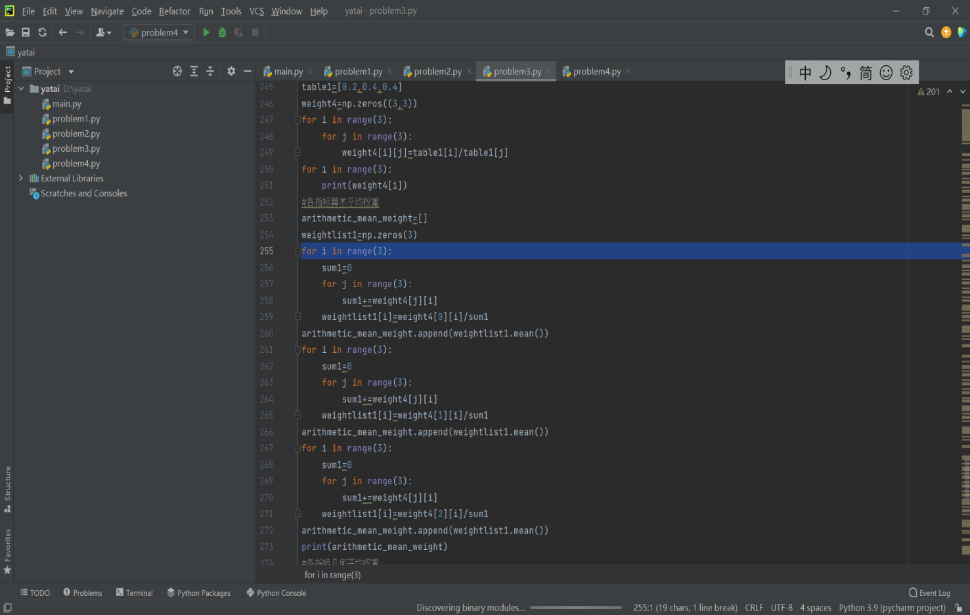 File Edit View Navigate Code Refactor Run Tools VCS Window Help yatai - problem3.py
problem4
yatai
Project main.py problem1.py problem2.py problem3.py problem4.py
中 简
201
yatai D:\yatai
main.py
problem1.py
problem2.py
problem3.py
problem4.py
External Libraries
Scratches and Consoles
Project
Structure
Favorites
245 table1=[0.2,0.4,0.4]
246 weight4=np.zeros((3,3))
247 for i in range(3):
248 for j in range(3):
249 weight4[i][j]=table1[i]/table1[j]
250 for i in range(3):
251 print(weight4[i])
252 #各指标算术平均权重
253 arithmetic_mean_weight=[]
254 weightlist1=np.zeros(3)
255 for i in range(3):
256 sum1=0
257 for j in range(3):
258 sum1+=weight4[j][i]
259 weightlist1[i]=weight4[0][i]/sum1
260 arithmetic_mean_weight.append(weightlist1.mean())
261 for i in range(3):
262 sum1=0
263 for j in range(3):
264 sum1+=weight4[j][i]
265 weightlist1[i]=weight4[1][i]/sum1
266 arithmetic_mean_weight.append(weightlist1.mean())
267 for i in range(3):
268 sum1=0
269 for j in range(3):
270 sum1+=weight4[j][i]
271 weightlist1[i]=weight4[2][i]/sum1
272 arithmetic_mean_weight.append(weightlist1.mean())
273 print(arithmetic_mean_weight)
274 #各指标几何平均权重
for i in range(3)
TODO Problems Terminal Python Packages Python Console Event Log
Discovering binary modules... 255:1 (19 chars, 1 line break) CRLF UTF-8 4 spaces Python 3.9 (pycharm project)